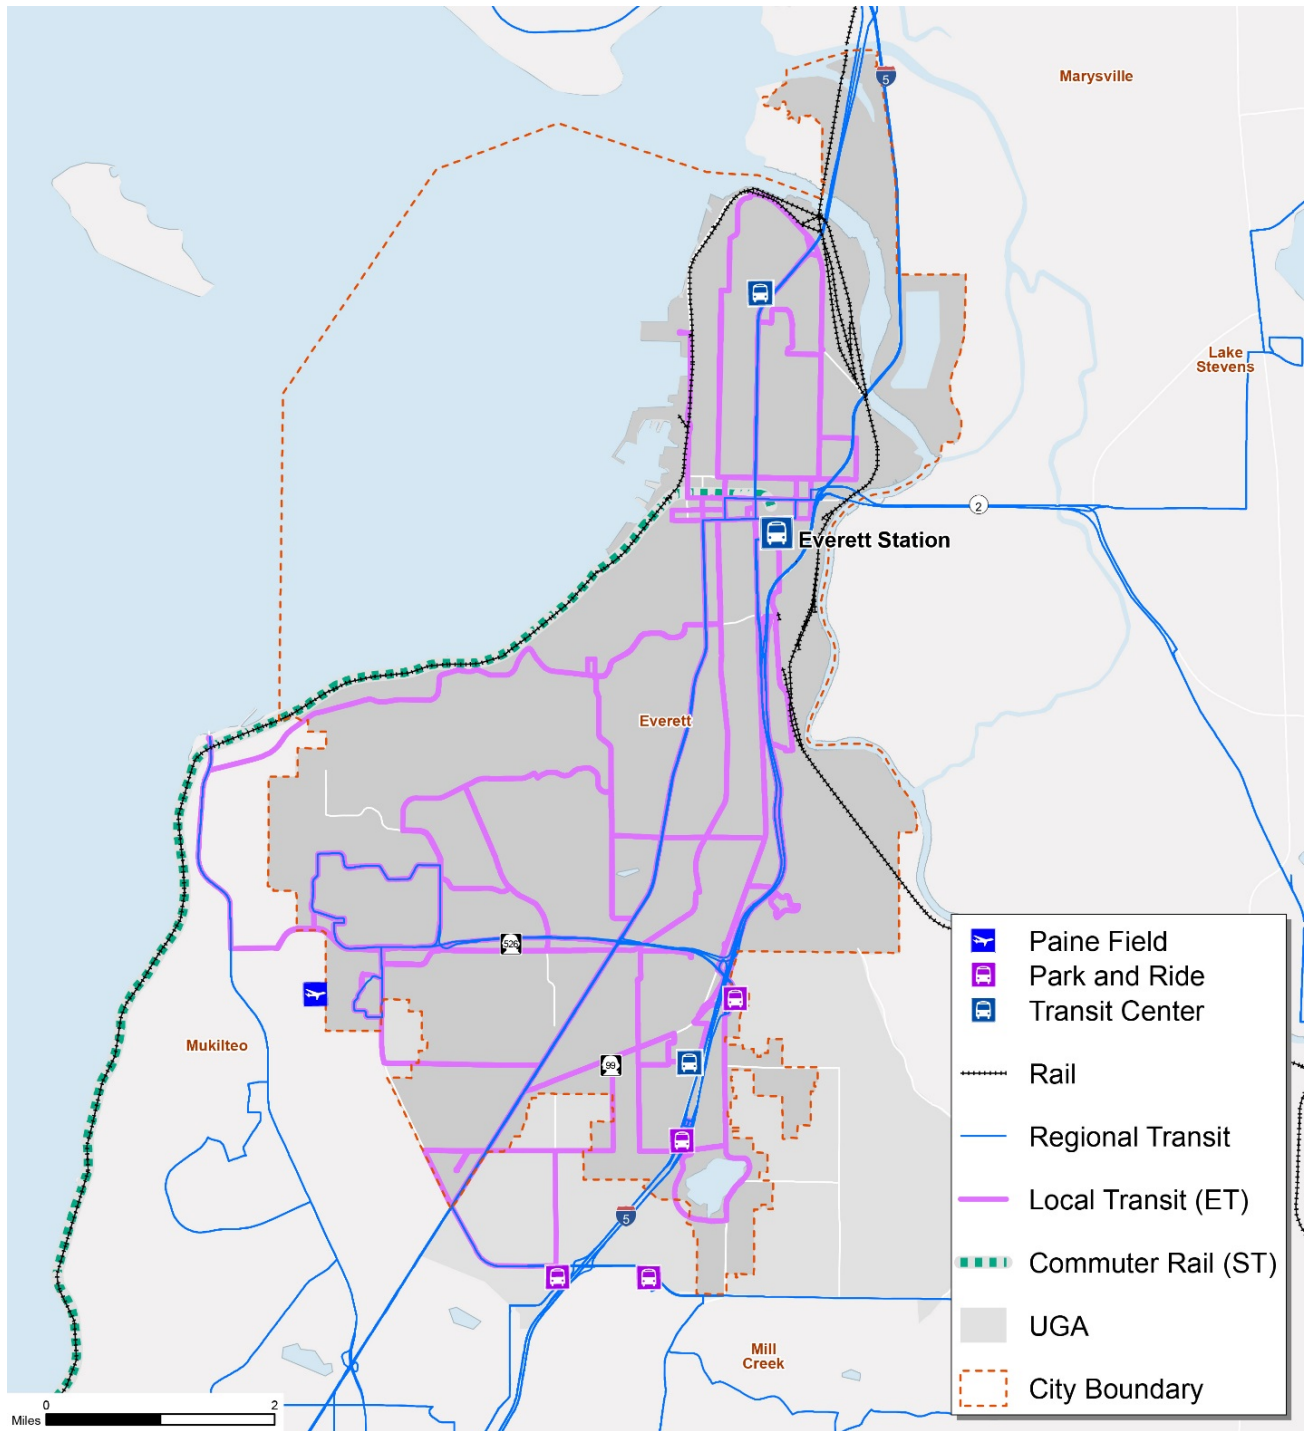 5
Marysville
Lake
Stevens
2
Everett Station
Everett
526
Mukilteo
99
5
Mill
Creek
Paine Field
Park and Ride
Transit Center
Rail
Regional Transit
Local Transit (ET)
Commuter Rail (ST)
UGA
City Boundary
0 2
Miles